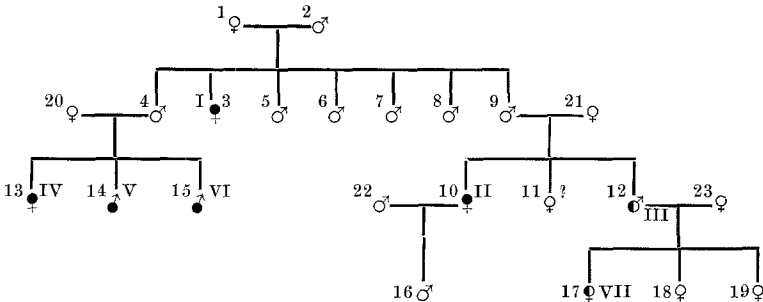 1 ♀ 2 ♂
20 ♀ 4 ♂ I 3 5 ♂ 6 ♂ 7 ♂ 8 ♂ 9 ♂ 21 ♀
13 IV 14 V 15 VI 22 ♂ 10 II 11 ♀ ? 12 III 23 ♀
16 ♂ 17 VII 18 ♀ 19 ♀